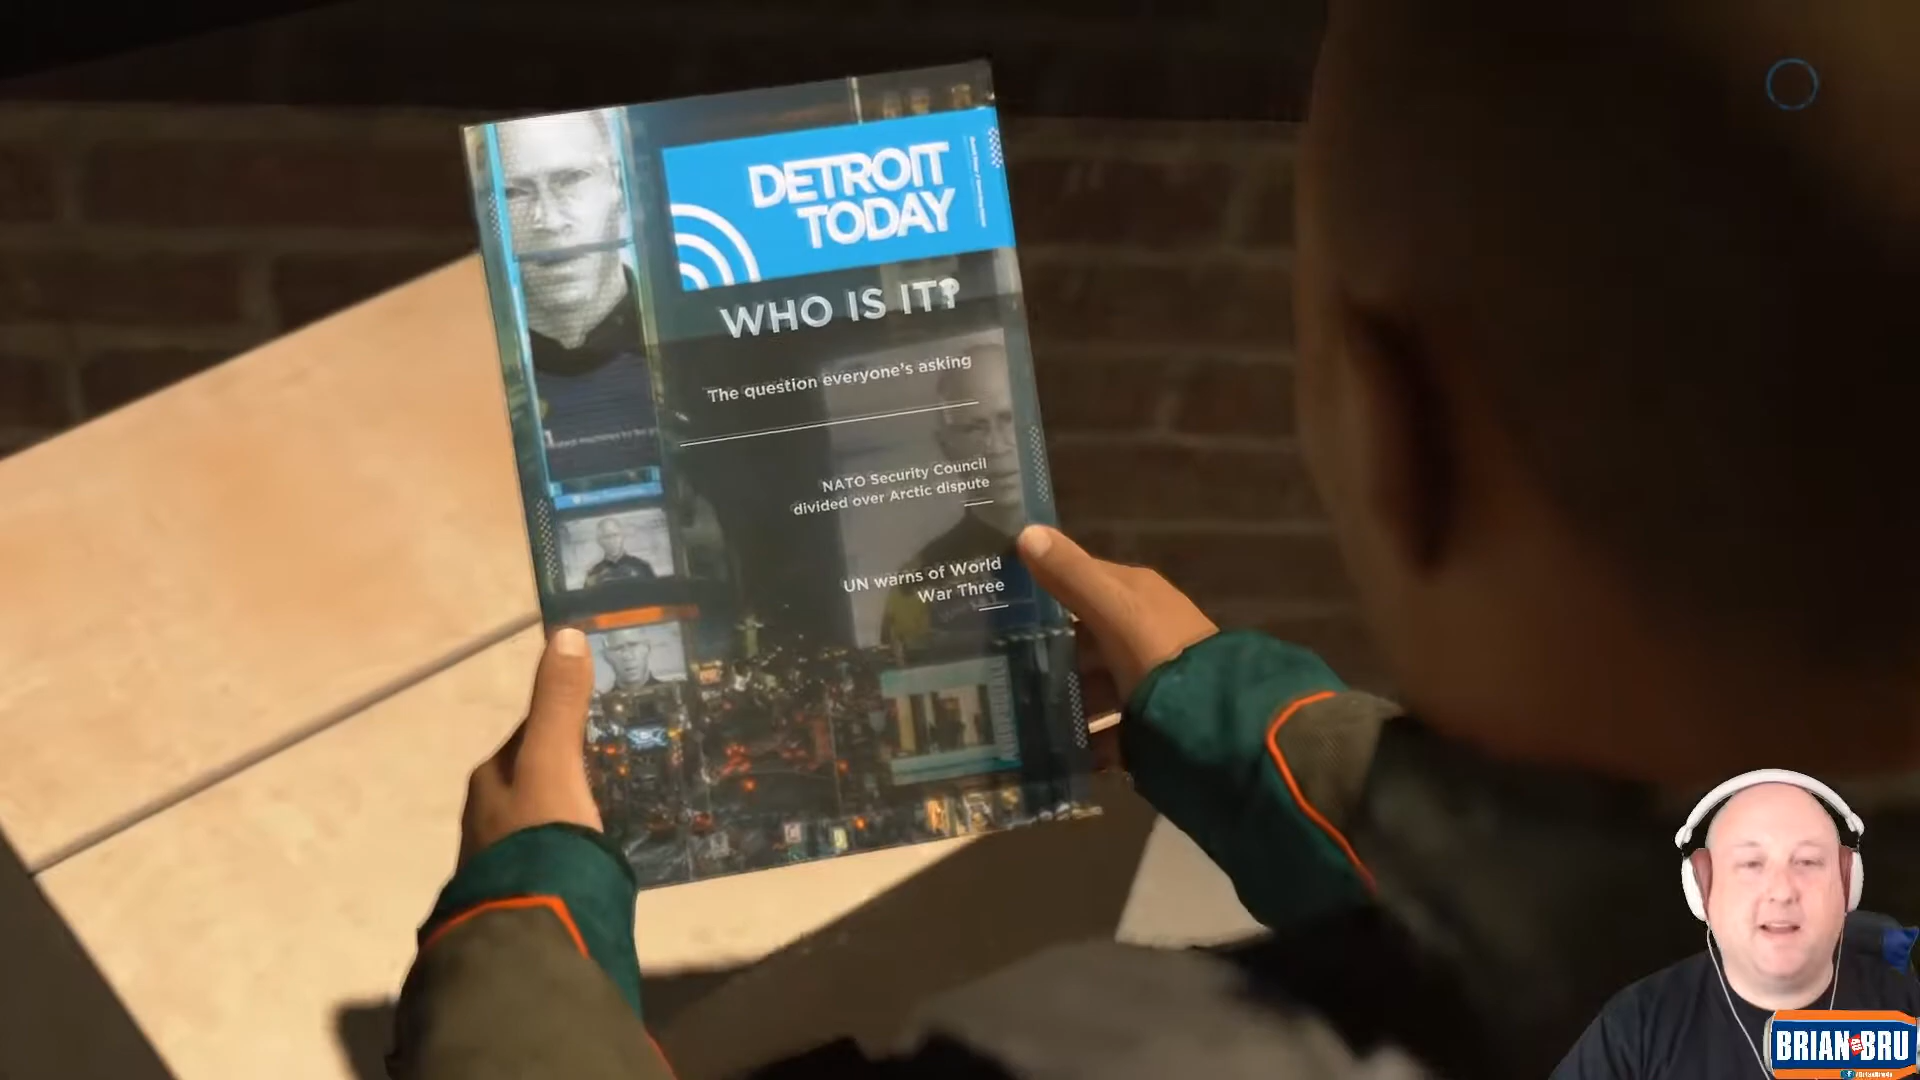 DETROIT
TODAY
WHO IS IT?
The question everyone's asking
NATO Security Council
divided over Arctic dispute
UN warns of World
War Three
BRIAN BRU